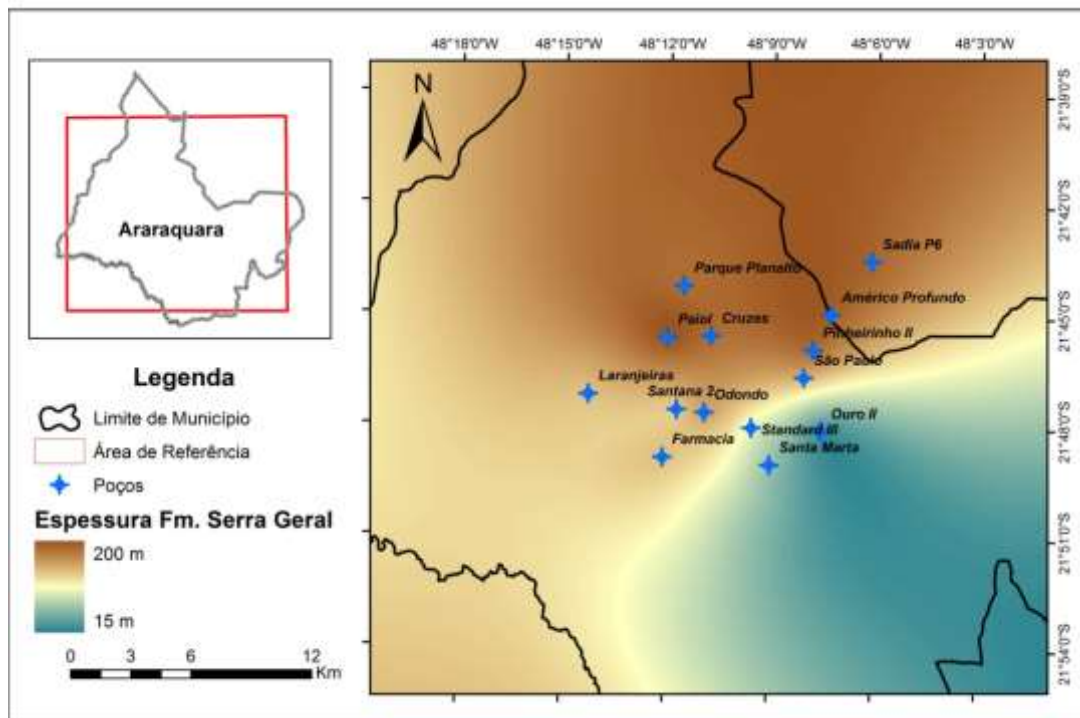 48°18'0"W 48°15'0"W 48°12'0"W 48°9'0"W 48°6'0"W 48°3'0"W
N
21°39'0"S
21°42'0"S
21°45'0"S
21°48'0"S
21°51'0"S
21°54'0"S
Araraquara
Sadia P6
Parque Planalto
Américo Profundo
Paiol
Cruzes
Pinheirinho II
São Paulo
Laranjeiras
Santana 2
Odondo
Ouro II
Farmacia
Standard III
Santa Marta
Legenda
Limite de Município
Área de Referência
Poços
Espessura Fm. Serra Geral
200 m
15 m
0 3 6 12
Km